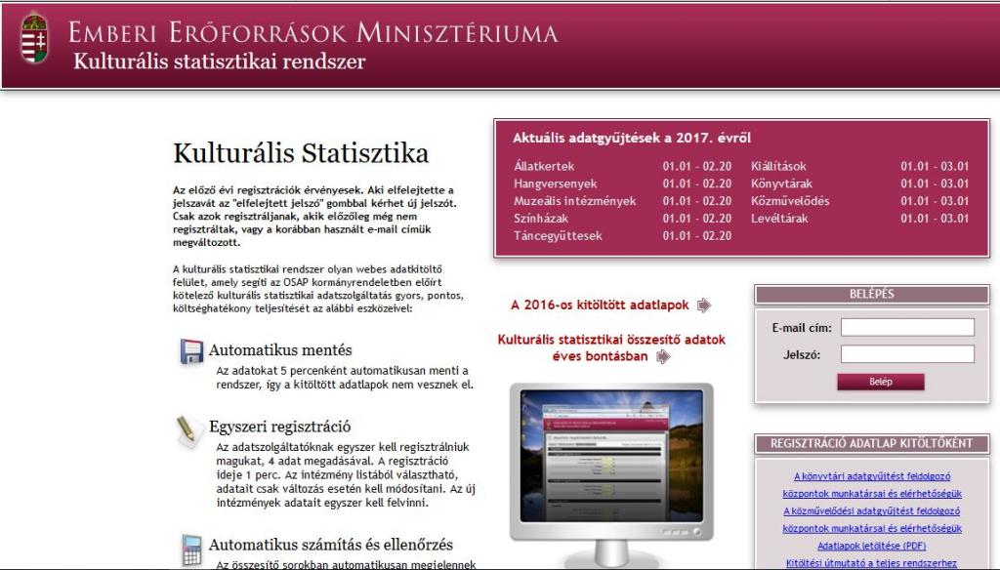 EMBERI ERŐFORRÁSOK MINISZTÉRIUMA
Kulturális statisztikai rendszer
Kulturális Statisztika
Az előző évi regisztrációk érvényesek. Aki elfelejtette a
jelszavát az "elfelejtett jelszó" gombbal kérhet új jelszót.
Csak azok regisztráljanak, akik előzőleg még nem
regisztráltak, vagy a korábban használt e-mail címük
megváltozott.
A kulturális statisztikai rendszer olyan webes adatkitöltő
felület, amely segíti az OSAP kormányrendeletben előírt
kötelező kulturális statisztikai adatszolgáltatás gyors, pontos,
költséghatékony teljesítését az alábbi eszközeivel:
Automatikus mentés
Az adatokat 5 percenként automatikusan menti a
rendszer, így a kitöltött adatlapok nem vesznek el.
Egyszeri regisztráció
Az adatszolgáltatóknak egyszer kell regisztrálniuk
magukat, 4 adat megadásával. A regisztráció
ideje 1 perc. Az intézmény listából választható,
adatait csak változás esetén kell módosítani. Az új
intézmények adatait egyszer kell felvinni.
Automatikus számítás és ellenőrzés
Az összesítő sorokban automatikusan megjelennek
Aktuális adatgyűjtések a 2017. évről
Állatkertek 01.01 - 02.20 Kiállítások 01.01 - 03.01
Hangversenyek 01.01 - 02.20 Könyvtárak 01.01 - 03.01
Muzeális intézmények 01.01 - 02.20 Közművelődés 01.01 - 03.01
Színházak 01.01 - 02.20 Levéltárak 01.01 - 03.01
Táncegyüttesek 01.01 - 02.20
A 2016-os kitöltött adatlapok
Kulturális statisztikai összesítő adatok
éves bontásban
BELÉPÉS
E-mail cím:
Jelszó:
Belép
REGISZTRÁCIÓ ADATLAP KITÖLTŐKÉNT
A könyvtári adatgyűjtést feldolgozó
központok munkatársai és elérhetőségük
A közművelődési adatgyűjtést feldolgozó
központok munkatársai és elérhetőségük
Adatlapok letöltése (PDF)
Kitöltési útmutató a teljes rendszerhez